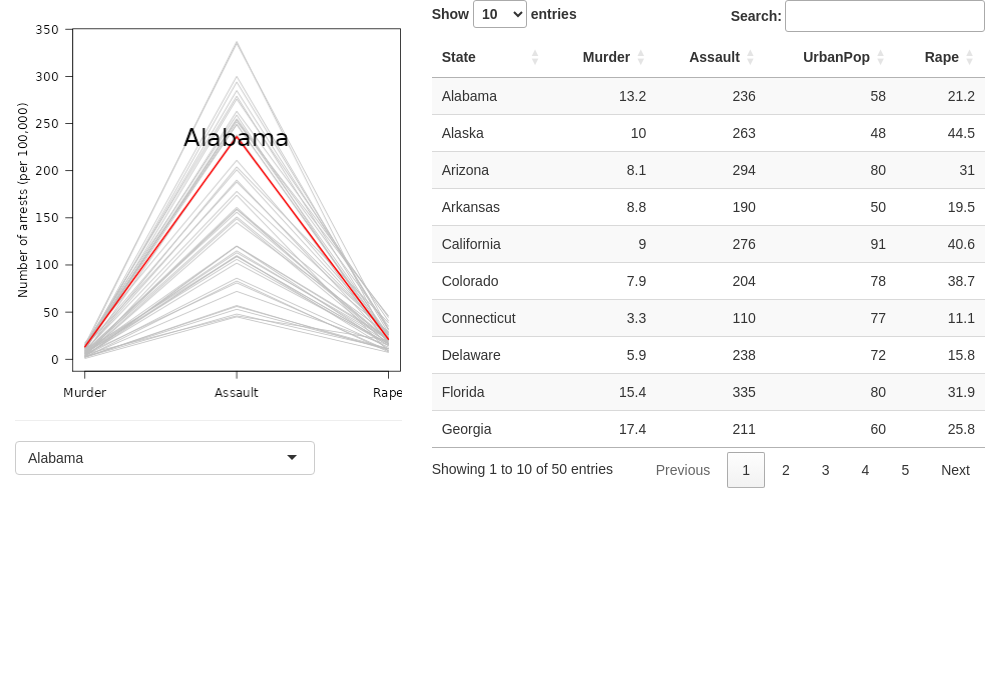 350
300
250
200
150
100
50
0
Number of arrests (per 100,000)
Alabama
Murder Assault Rape
Alabama
Show 10 entries
Search:
State Murder Assault UrbanPop Rape
Alabama 13.2 236 58 21.2
Alaska 10 263 48 44.5
Arizona 8.1 294 80 31
Arkansas 8.8 190 50 19.5
California 9 276 91 40.6
Colorado 7.9 204 78 38.7
Connecticut 3.3 110 77 11.1
Delaware 5.9 238 72 15.8
Florida 15.4 335 80 31.9
Georgia 17.4 211 60 25.8
Showing 1 to 10 of 50 entries
Previous 1 2 3 4 5 Next